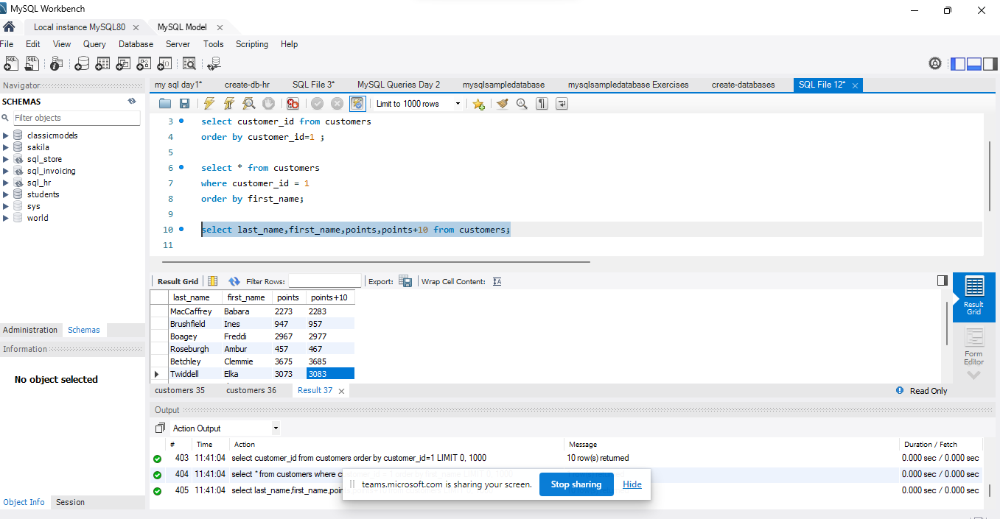 MySQL Workbench
Local instance MySQL80
MySQL Model
File Edit View Query Database Server Tools Scripting Help
Navigator
SCHEMAS
Filter objects
classicmodels
sakila
sql_store
sql_invoicing
sql_hr
students
sys
world
Administration Schemas
Information
No object selected
Object Info Session
my sql day1* create-db-hr SQL File 3* MySQL Queries Day 2 mysqlsampledatabase mysqlsampledatabase Exercises create-databases SQL File 12*
Limit to 1000 rows
3 select customer_id from customers
4 order by customer_id=1 ;
5
6 select * from customers
7 where customer_id = 1
8 order by first_name;
9
10 select last_name,first_name,points,points+10 from customers;
11
Result Grid Filter Rows: Export: Wrap Cell Content:
last_name first_name points points+10
MacCaffrey Babara 2273 2283
Brushfield Ines 947 957
Boagey Freddi 2967 2977
Roseburgh Ambur 457 467
Betchley Clemmie 3675 3685
Twiddell Elka 3073 3083
Result Grid
Form Editor
customers 35 customers 36 Result 37 Read Only
Output
Action Output
# Time Action Message Duration / Fetch
403 11:41:04 select customer_id from customers order by customer_id=1 LIMIT 0, 1000 10 row(s) returned 0.000 sec / 0.000 sec
404 11:41:04 select * from customers where c 0.000 sec / 0.000 sec
405 11:41:04 select last_name,first_name,poin 0.000 sec / 0.000 sec
teams.microsoft.com is sharing your screen. Stop sharing Hide